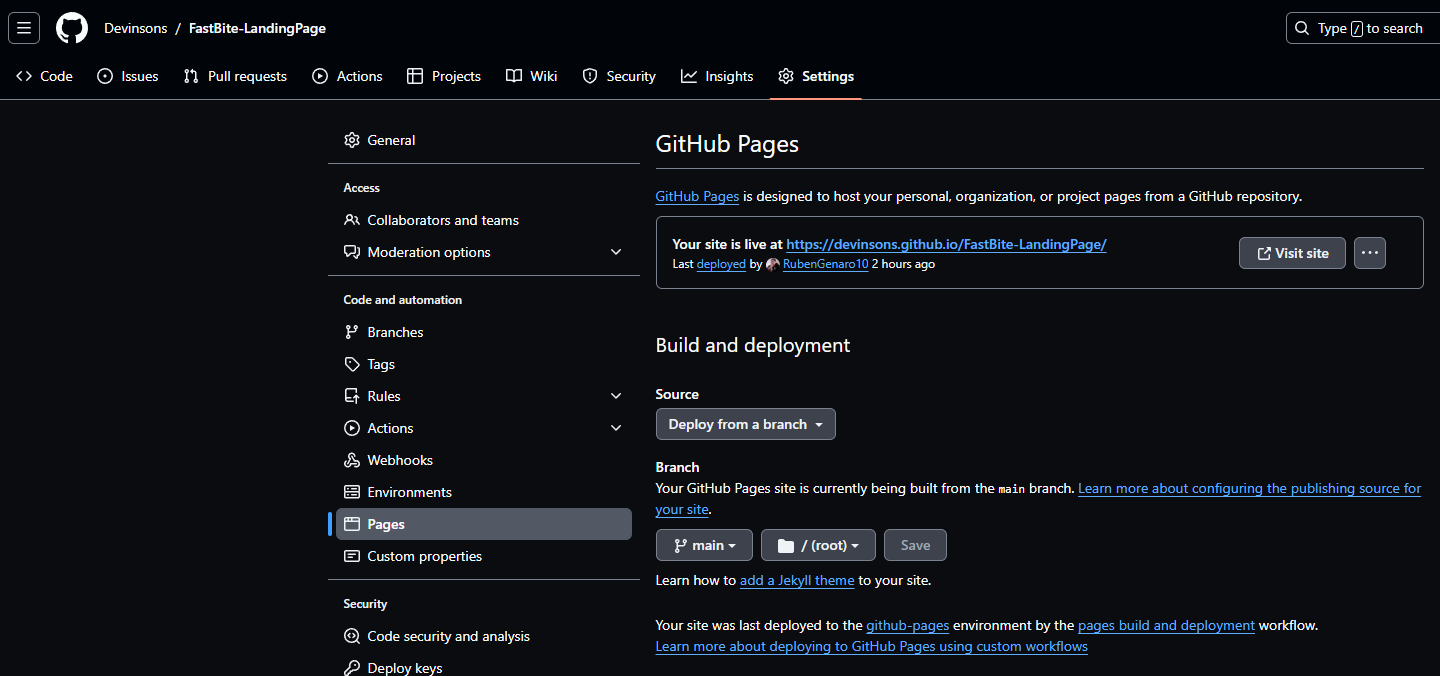 Devinsons / FastBite-LandingPage
Type / to search
Code Issues Pull requests Actions Projects Wiki Security Insights Settings
General
Access
Collaborators and teams
Moderation options
Code and automation
Branches
Tags
Rules
Actions
Webhooks
Environments
Pages
Custom properties
Security
Code security and analysis
Deploy keys
GitHub Pages
GitHub Pages is designed to host your personal, organization, or project pages from a GitHub repository.
Your site is live at https://devinsons.github.io/FastBite-LandingPage/
Last deployed by RubenGenaro10 2 hours ago
Visit site
Build and deployment
Source
Deploy from a branch
Branch
Your GitHub Pages site is currently being built from the main branch. Learn more about configuring the publishing source for
your site.
main / (root) Save
Learn how to add a Jekyll theme to your site.
Your site was last deployed to the github-pages environment by the pages build and deployment workflow.
Learn more about deploying to GitHub Pages using custom workflows